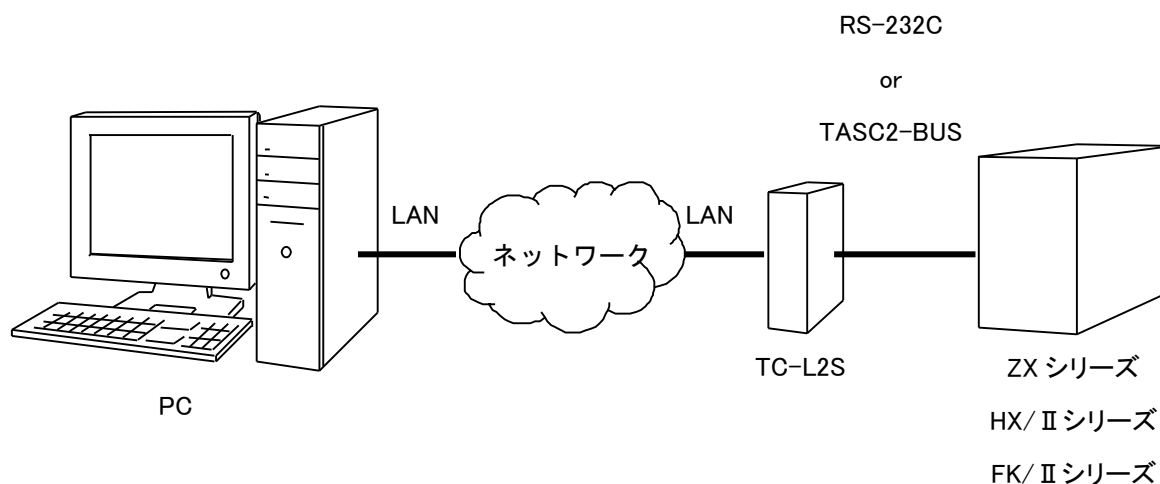 RS-232C
or
TASC2-BUS
LAN
ネットワーク
LAN
TC-L2S
PC
ZX シリーズ
HX/Ⅱシリーズ
FK/Ⅱシリーズ